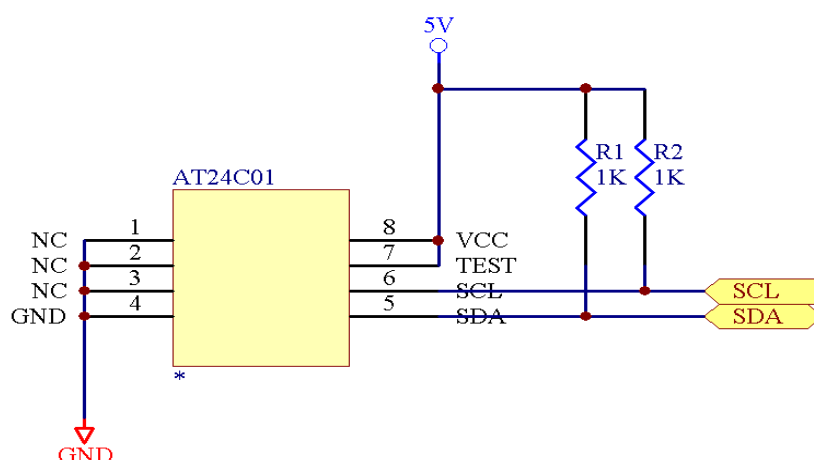 5V
R1
1K
R2
1K
AT24C01
NC 1 8 VCC
NC 2 7 TEST
NC 3 6 SCL SCL
GND 4 5 SDA SDA
*
GND